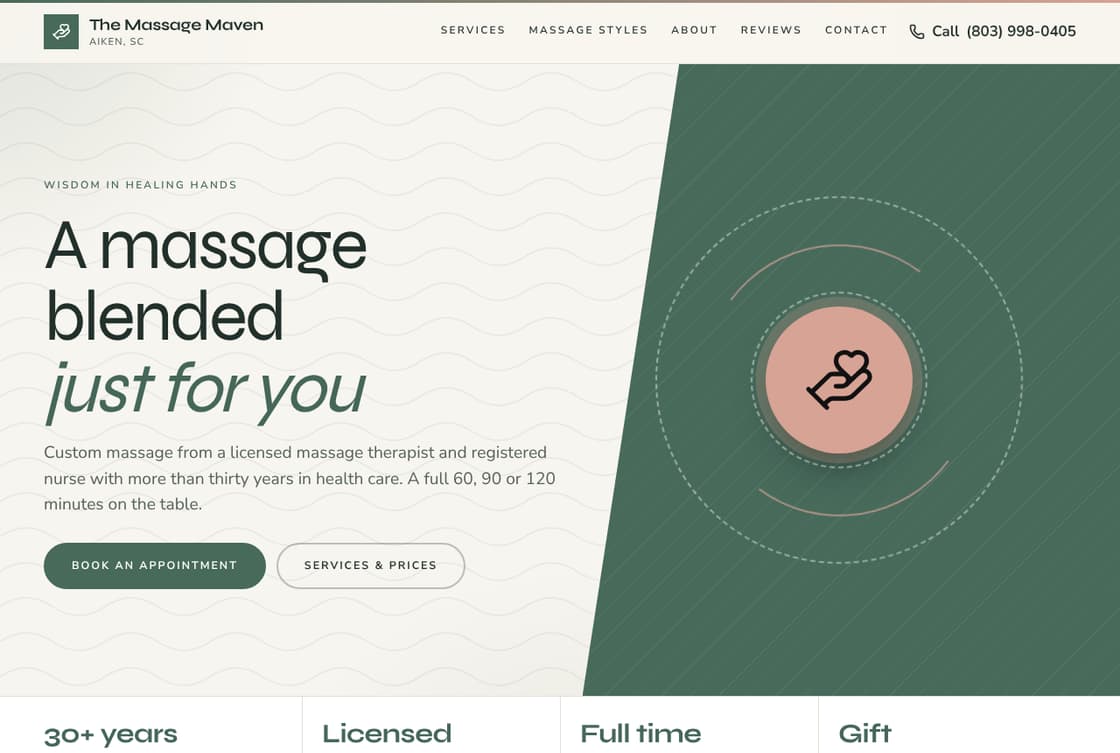 The Massage Maven
AIKEN, SC
SERVICES
MASSAGE STYLES
ABOUT
REVIEWS
CONTACT
Call (803) 998-0405
WISDOM IN HEALING HANDS
A massage
blended
just for you
Custom massage from a licensed massage therapist and registered
nurse with more than thirty years in health care. A full 60, 90 or 120
minutes on the table.
BOOK AN APPOINTMENT
SERVICES & PRICES
30+ years
Licensed
Full time
Gift